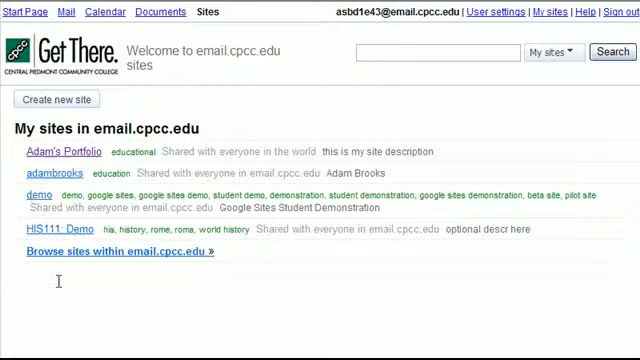 Start Page Mail Calendar Documents Sites asbd1e43@email.cpcc.edu | User settings | My sites | Help | Sign out
cpcc Get There.
CENTRAL PIEDMONT COMMUNITY COLLEGE
Welcome to email.cpcc.edu
sites
My sites Search
Create new site
My sites in email.cpcc.edu
Adam's Portfolio educational Shared with everyone in the world this is my site description
adambrooks education Shared with everyone in email.cpcc.edu Adam Brooks
demo demo, google sites, google sites demo, student demo, demonstration, student demonstration, google sites demonstration, beta site, pilot site
Shared with everyone in email.cpcc.edu Google Sites Student Demonstration
HIS111: Demo his, history, rome, roma, world history Shared with everyone in email.cpcc.edu optional descr here
Browse sites within email.cpcc.edu »